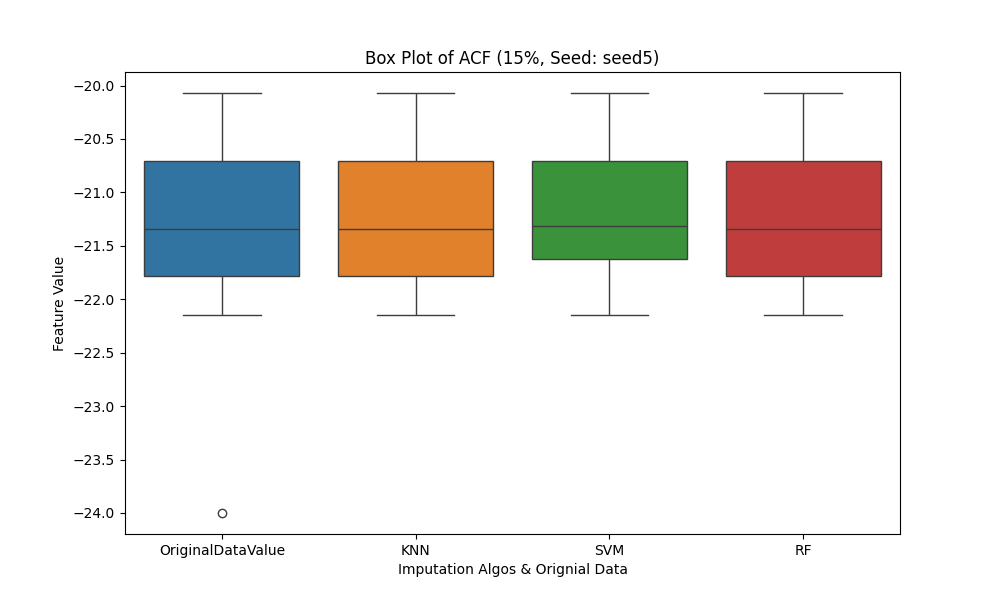 Box Plot of ACF (15%, Seed: seed5)
−20.0
−20.5
−21.0
−21.5
−22.0
−22.5
−23.0
−23.5
−24.0
Feature Value
OriginalDataValue KNN SVM RF
Imputation Algos & Orignial Data